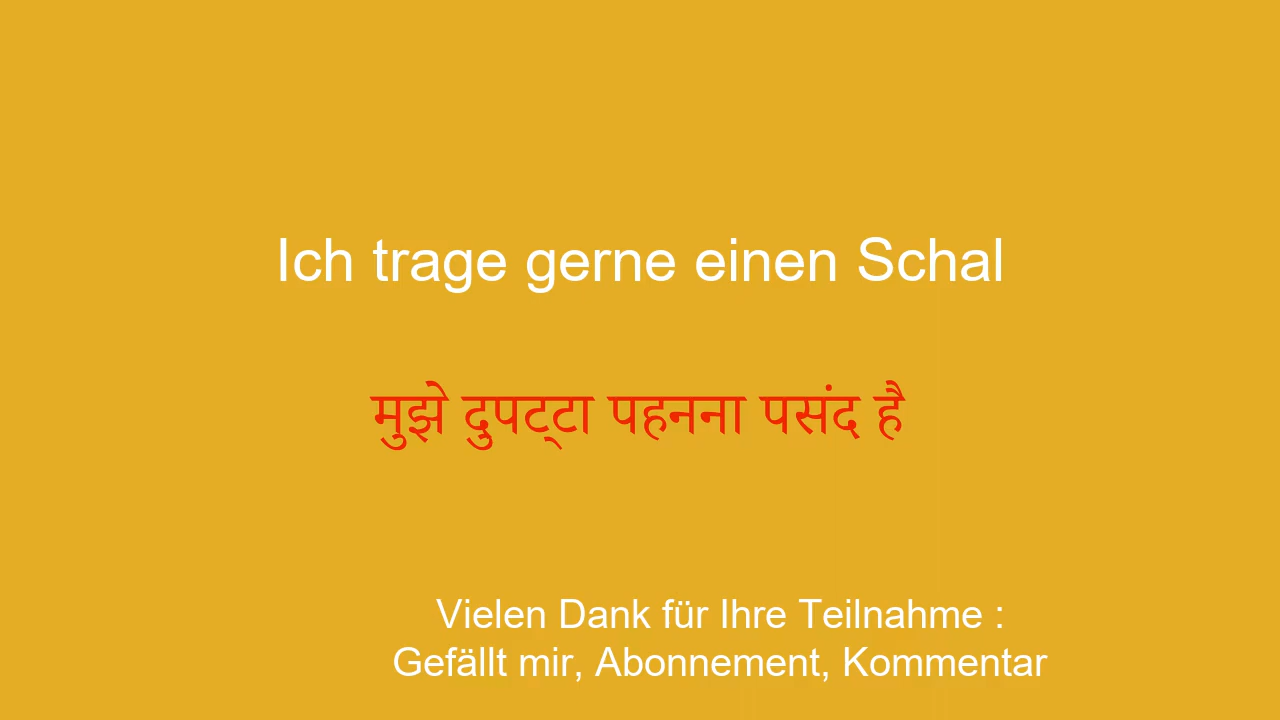 Ich trage gerne einen Schal
मुझे दुपट्टा पहनना पसंद है
Vielen Dank für Ihre Teilnahme :
Gefällt mir, Abonnement, Kommentar